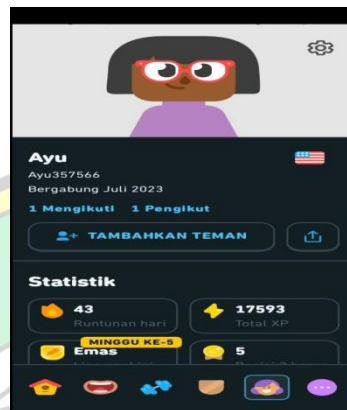 Ayu
Ayu357566
Bergabung Juli 2023
1 Mengikuti 1 Pengikut
TAMBAHKAN TEMAN
Statistik
43 17593
Runtunan hari Total XP
MINGGU KE-5
Emas 5